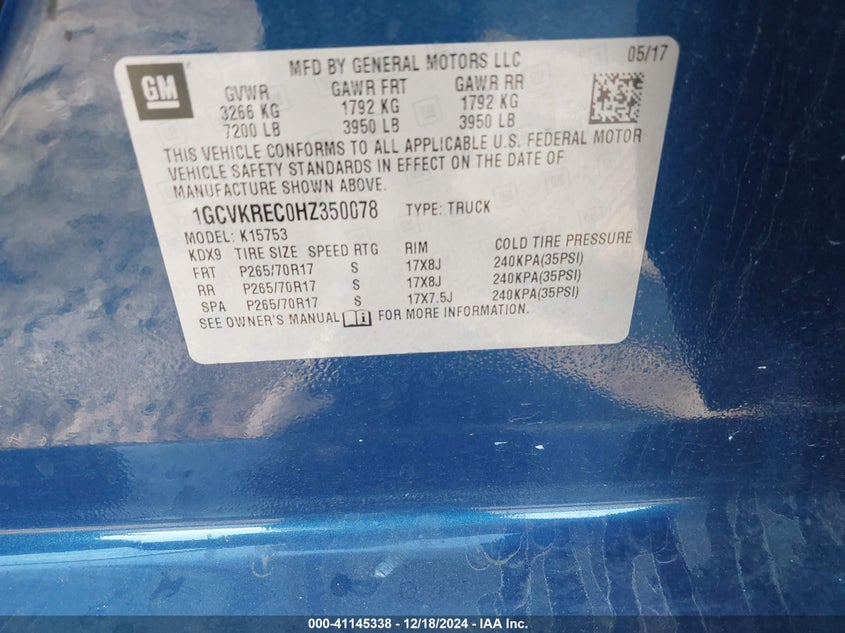 GM
MFD BY GENERAL MOTORS LLC 05/17
GVWR GAWR FRT GAWR RR
3266 KG 1792 KG 1792 KG
7200 LB 3950 LB 3950 LB
THIS VEHICLE CONFORMS TO ALL APPLICABLE U.S. FEDERAL MOTOR
VEHICLE SAFETY STANDARDS IN EFFECT ON THE DATE OF
MANUFACTURE SHOWN ABOVE.
1GCVKREC0HZ350078 TYPE: TRUCK
MODEL: K15753
KDX9 TIRE SIZE SPEED RTG RIM COLD TIRE PRESSURE
FRT P265/70R17 S 17X8J 240KPA(35PSI)
RR P265/70R17 S 17X8J 240KPA(35PSI)
SPA P265/70R17 S 17X7.5J 240KPA(35PSI)
SEE OWNER'S MANUAL FOR MORE INFORMATION.
000-41145338 - 12/18/2024 - IAA Inc.